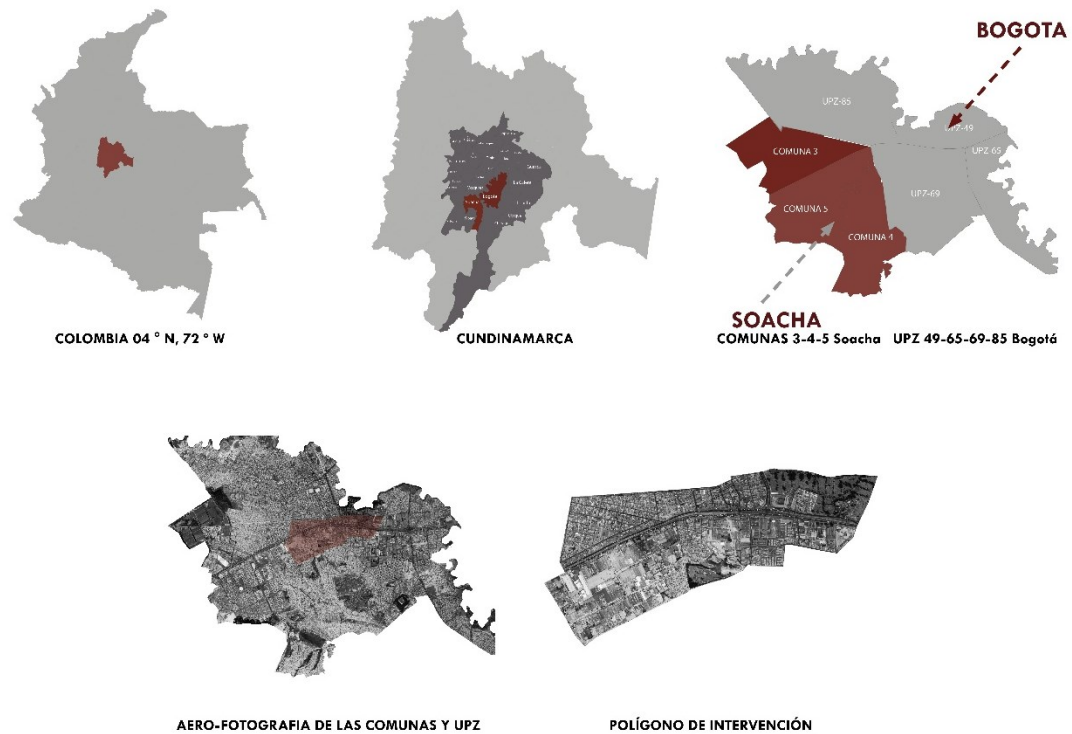 BOGOTA
UPZ-85
UPZ-49
UPZ-65
COMUNA 3
UPZ-69
COMUNA 5
COMUNA 4
Bogota
SOACHA
COLOMBIA 04 ° N, 72 ° W
CUNDINAMARCA
COMUNAS 3-4-5 Soacha UPZ 49-65-69-85 Bogotá
AERO-FOTOGRAFIA DE LAS COMUNAS Y UPZ
POLÍGONO DE INTERVENCIÓN